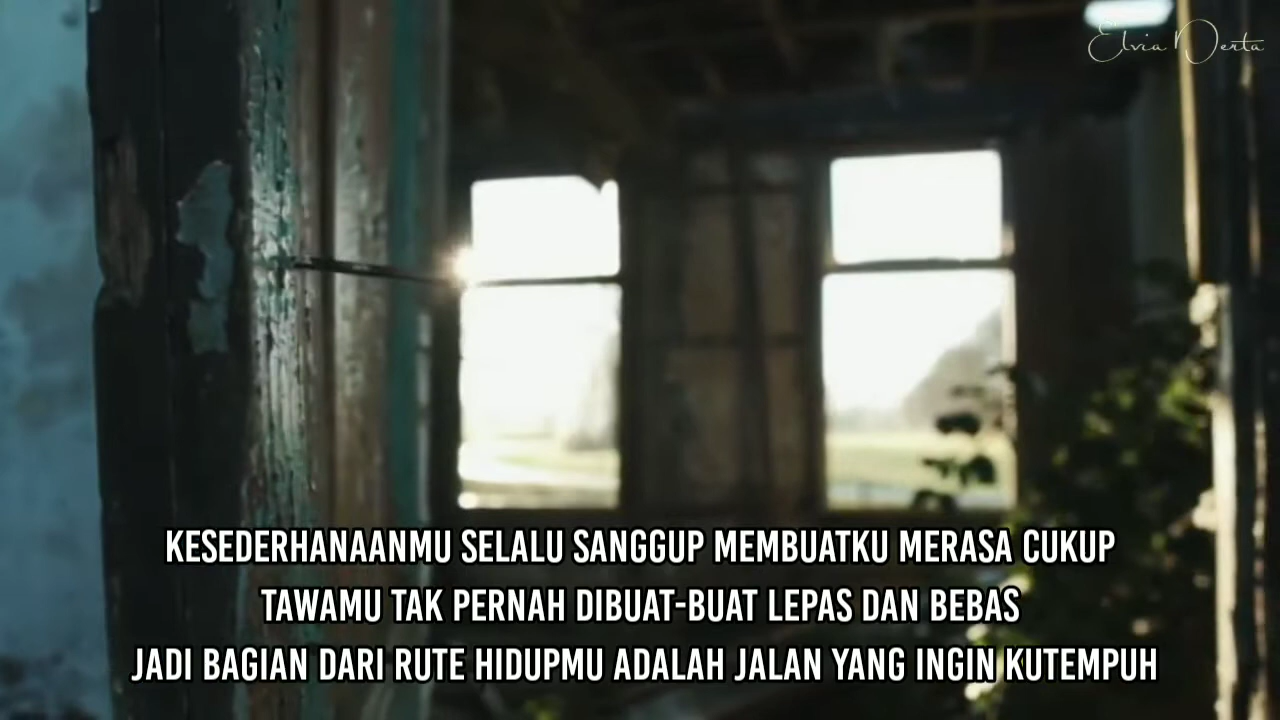 Elvia Derta
KESEDERHANAANMU SELALU SANGGUP MEMBUATKU MERASA CUKUP
TAWAMU TAK PERNAH DIBUAT-BUAT LEPAS DAN BEBAS
JADI BAGIAN DARI RUTE HIDUPMU ADALAH JALAN YANG INGIN KUTEMPUH